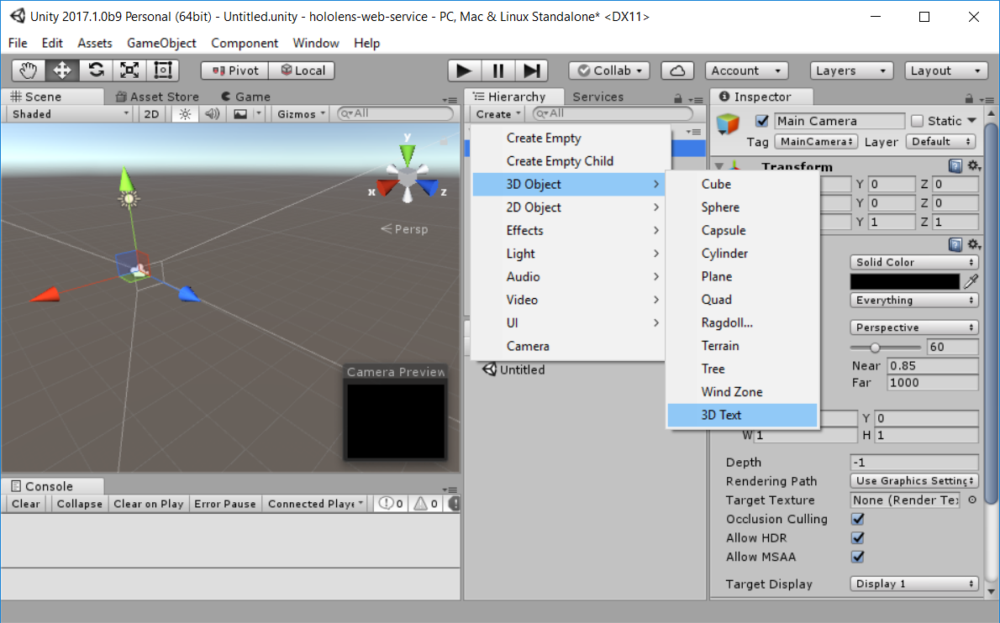 Unity 2017.1.0b9 Personal (64bit) - Untitled.unity - hololens-web-service - PC, Mac & Linux Standalone* <DX11>
File Edit Assets GameObject Component Window Help
Pivot Local Collab Account Layers Layout
Scene Asset Store Game
Shaded 2D Gizmos All
y
x
z
Persp
Camera Preview
Hierarchy Services
Create All
Create Empty
Create Empty Child
3D Object
2D Object
Effects
Light
Audio
Video
UI
Camera
Cube
Sphere
Capsule
Cylinder
Plane
Quad
Ragdoll...
Terrain
Tree
Wind Zone
3D Text
Untitled
Inspector
Main Camera Static
Tag MainCamera Layer Default
Transform
Y 0 Z 0
Y 0 Z 0
Y 1 Z 1
Solid Color
Everything
Perspective
60
Near 0.85
Far 1000
Y 0
W 1 H 1
Depth -1
Rendering Path Use Graphics Setting
Target Texture None (Render Te
Occlusion Culling
Allow HDR
Allow MSAA
Target Display Display 1
Console
Clear Collapse Clear on Play Error Pause Connected Playe 0 0